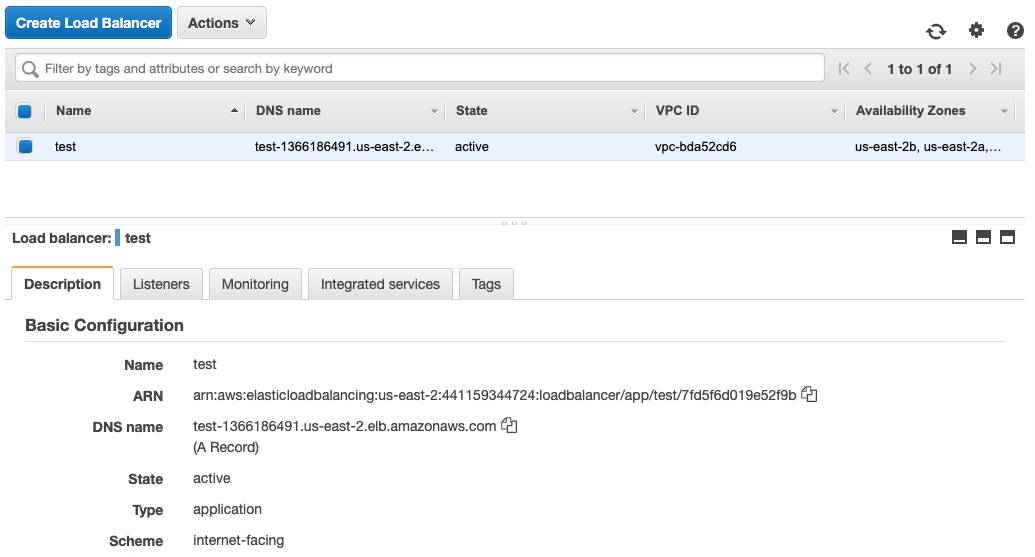 Create Load Balancer Actions
Filter by tags and attributes or search by keyword 1 to 1 of 1
Name DNS name State VPC ID Availability Zones
test test-1366186491.us-east-2.e... active vpc-bda52cd6 us-east-2b, us-east-2a,...
Load balancer: test
Description Listeners Monitoring Integrated services Tags
Basic Configuration
Name test
ARN arn:aws:elasticloadbalancing:us-east-2:441159344724:loadbalancer/app/test/7fd5f6d019e52f9b
DNS name test-1366186491.us-east-2.elb.amazonaws.com
(A Record)
State active
Type application
Scheme internet-facing